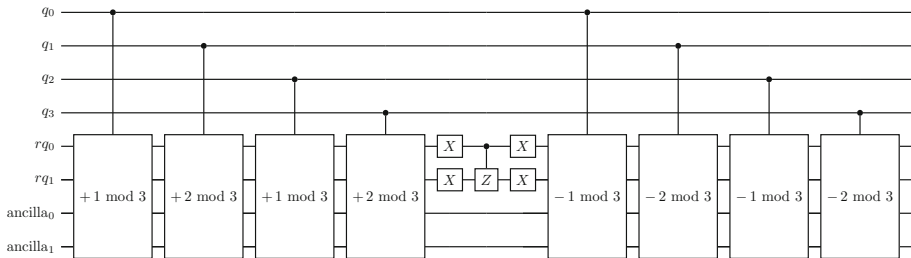 q0
q1
q2
q3
rq0 X X
rq1 X Z X
+1 mod 3 +2 mod 3 +1 mod 3 +2 mod 3 −1 mod 3 −2 mod 3 −1 mod 3 −2 mod 3
ancilla0
ancilla1